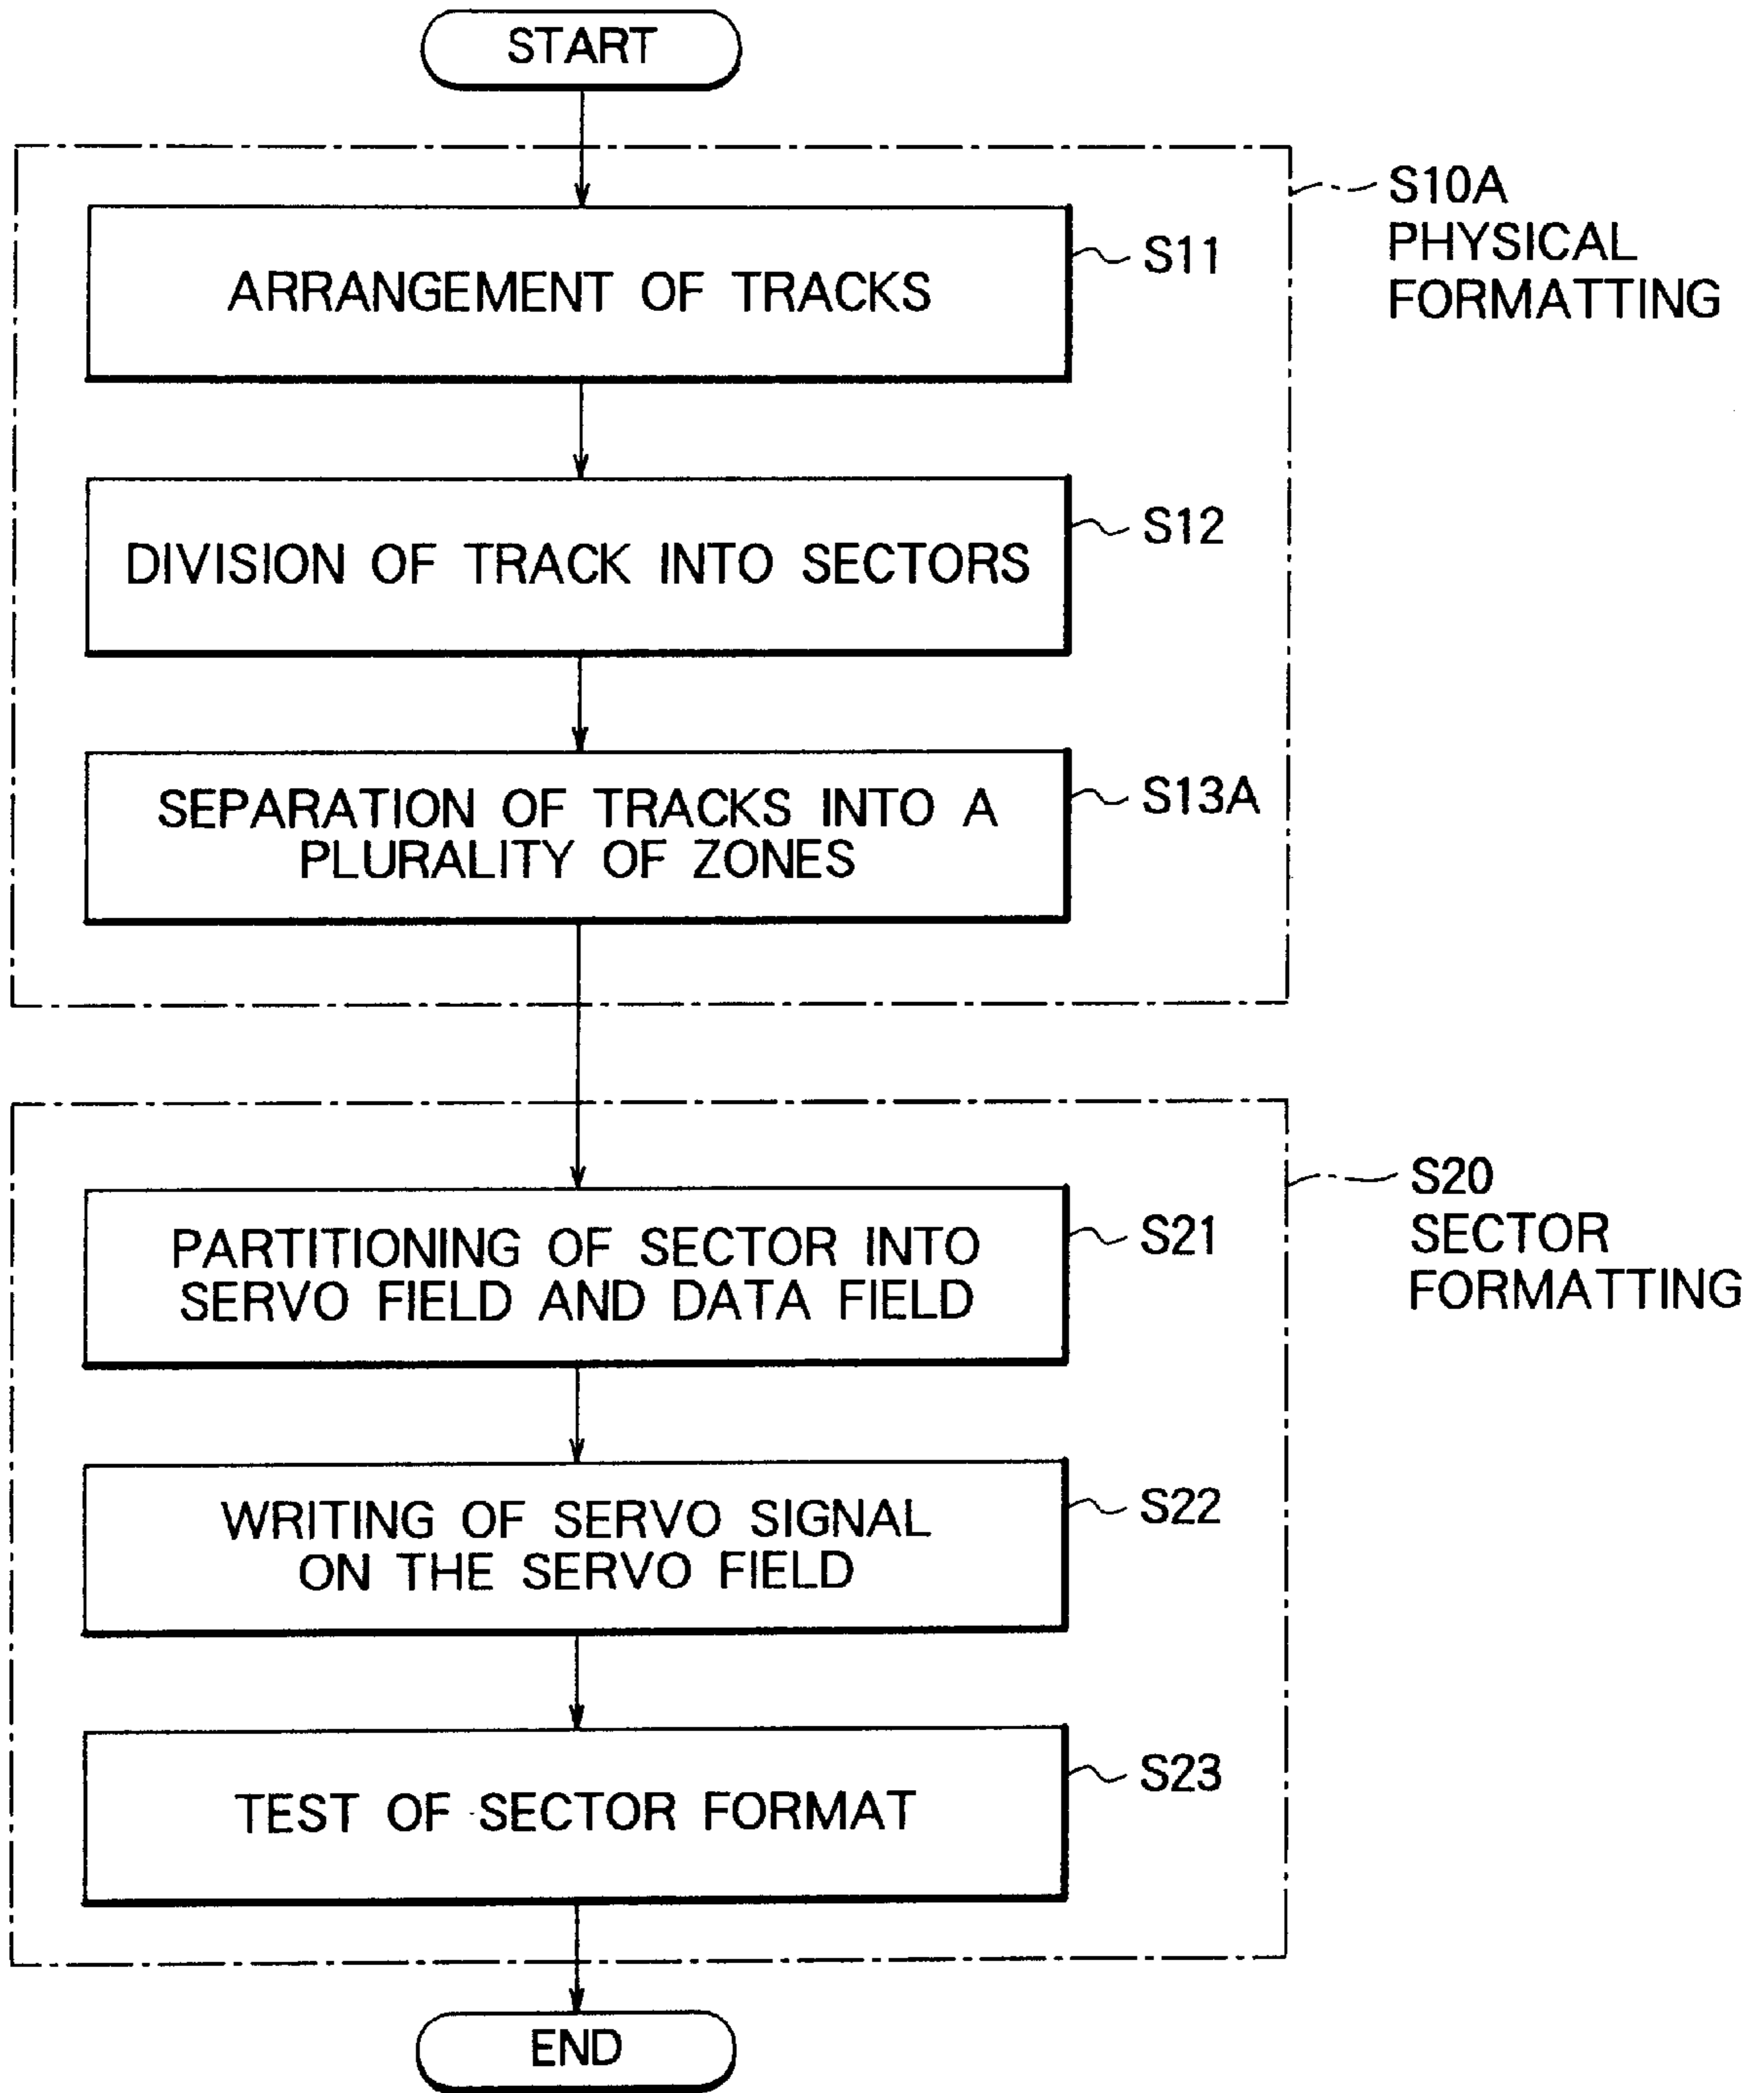 START
S10A
PHYSICAL
FORMATTING
S11
ARRANGEMENT OF TRACKS
S12
DIVISION OF TRACK INTO SECTORS
S13A
SEPARATION OF TRACKS INTO A
PLURALITY OF ZONES
S20
SECTOR
FORMATTING
S21
PARTITIONING OF SECTOR INTO
SERVO FIELD AND DATA FIELD
S22
WRITING OF SERVO SIGNAL
ON THE SERVO FIELD
S23
TEST OF SECTOR FORMAT
END